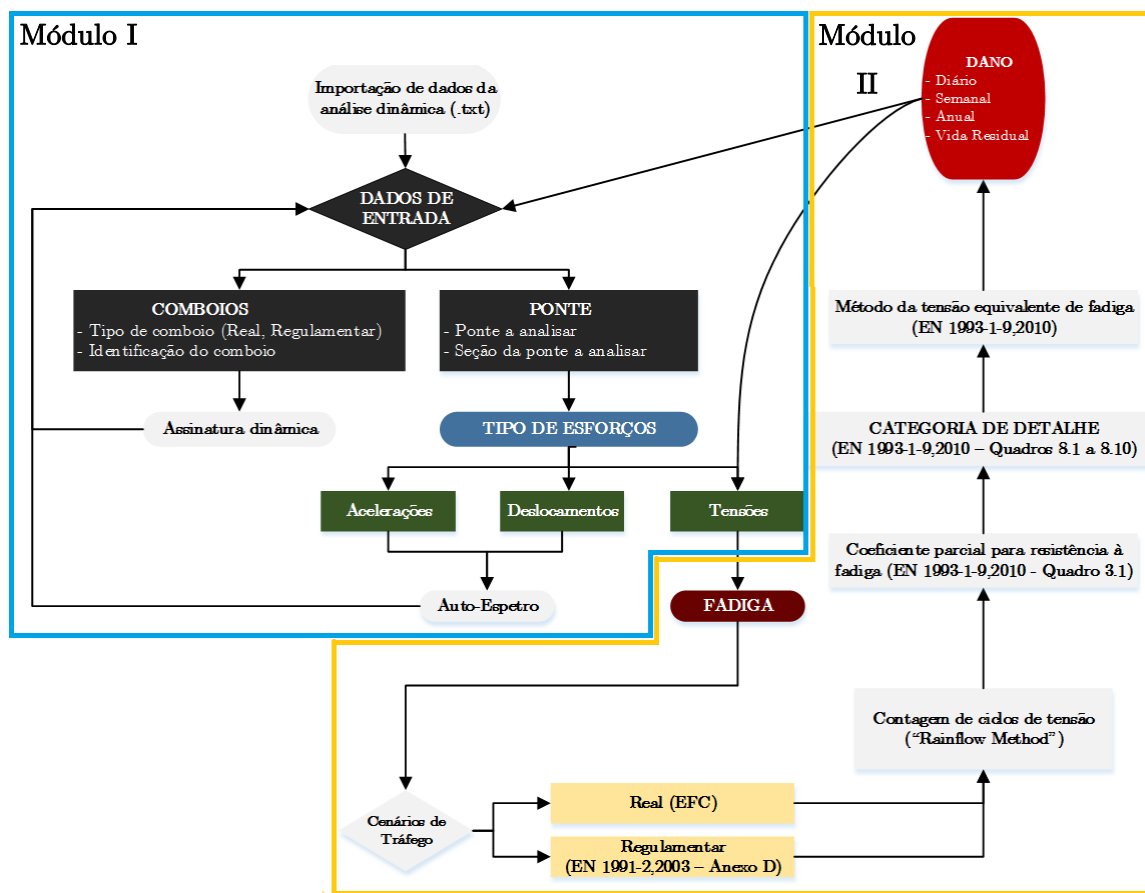 Módulo I
Importação de dados da
análise dinâmica (.txt)
DADOS DE
ENTRADA
COMBOIOS
- Tipo de comboio (Real, Regulamentar)
- Identificação do comboio
PONTE
- Ponte a analisar
- Seção da ponte a analisar
Assinatura dinâmica
TIPO DE ESFORÇOS
Acelerações
Deslocamentos
Tensões
Auto-Espetro
Módulo
II
FADIGA
Cenários de
Tráfego
Real (EFC)
Regulamentar
(EN 1991-2,2003 – Anexo D)
Contagem de ciclos de tensão
(“Rainflow Method”)
Coeficiente parcial para resistência à
fadiga (EN 1993-1-9,2010 - Quadro 3.1)
CATEGORIA DE DETALHE
(EN 1993-1-9,2010 – Quadros 8.1 a 8.10)
Método da tensão equivalente de fadiga
(EN 1993-1-9,2010)
DANO
- Diário
- Semanal
- Anual
- Vida Residual